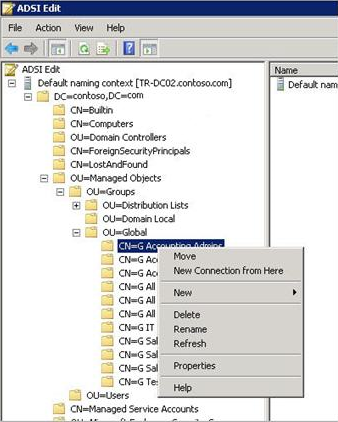 ADSI Edit
File Action View Help
ADSI Edit
Default naming context [TR-DC02.contoso.com]
DC=contoso,DC=com
CN=Builtin
CN=Computers
OU=Domain Controllers
CN=ForeignSecurityPrincipals
CN=LostAndFound
OU=Managed Objects
OU=Groups
OU=Distribution Lists
OU=Domain Local
OU=Global
CN=G Accounting Admins
CN=G Acc
CN=G Acc
CN=G All
CN=G All
CN=G All
CN=G IT
CN=G Sal
CN=G Sal
CN=G Sal
CN=G Tes
OU=Users
CN=Managed Service Accounts
Name
Default nam
Move
New Connection from Here
New
Delete
Rename
Refresh
Properties
Help